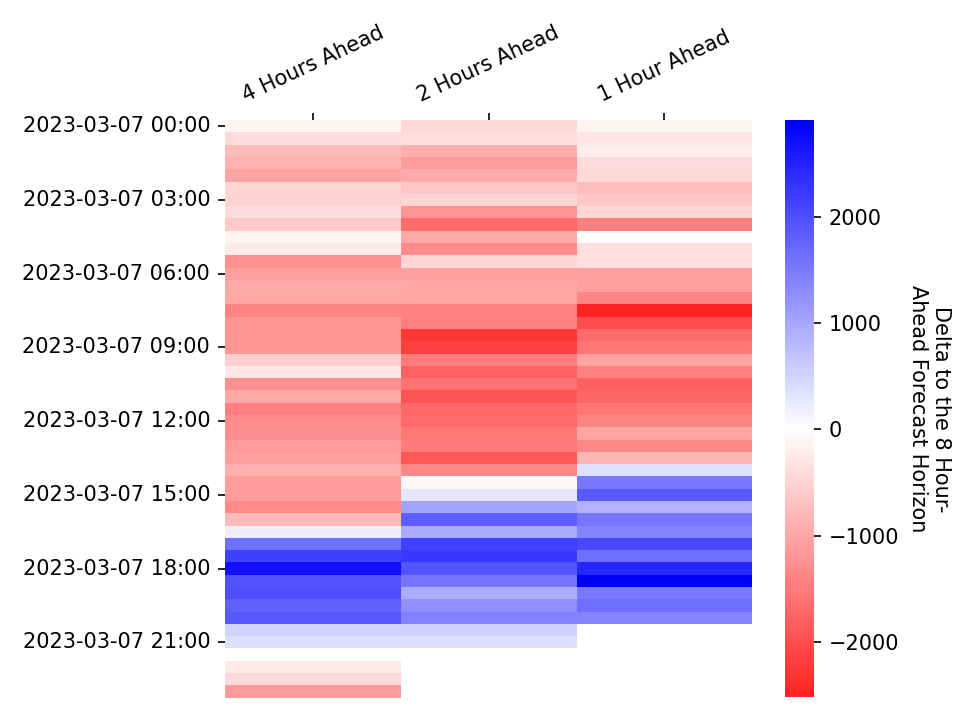 4 Hours Ahead
2 Hours Ahead
1 Hour Ahead
2023-03-07 00:00
2023-03-07 03:00
2023-03-07 06:00
2023-03-07 09:00
2023-03-07 12:00
2023-03-07 15:00
2023-03-07 18:00
2023-03-07 21:00
2000
1000
0
−1000
−2000
Delta to the 8 Hour-
Ahead Forecast Horizon